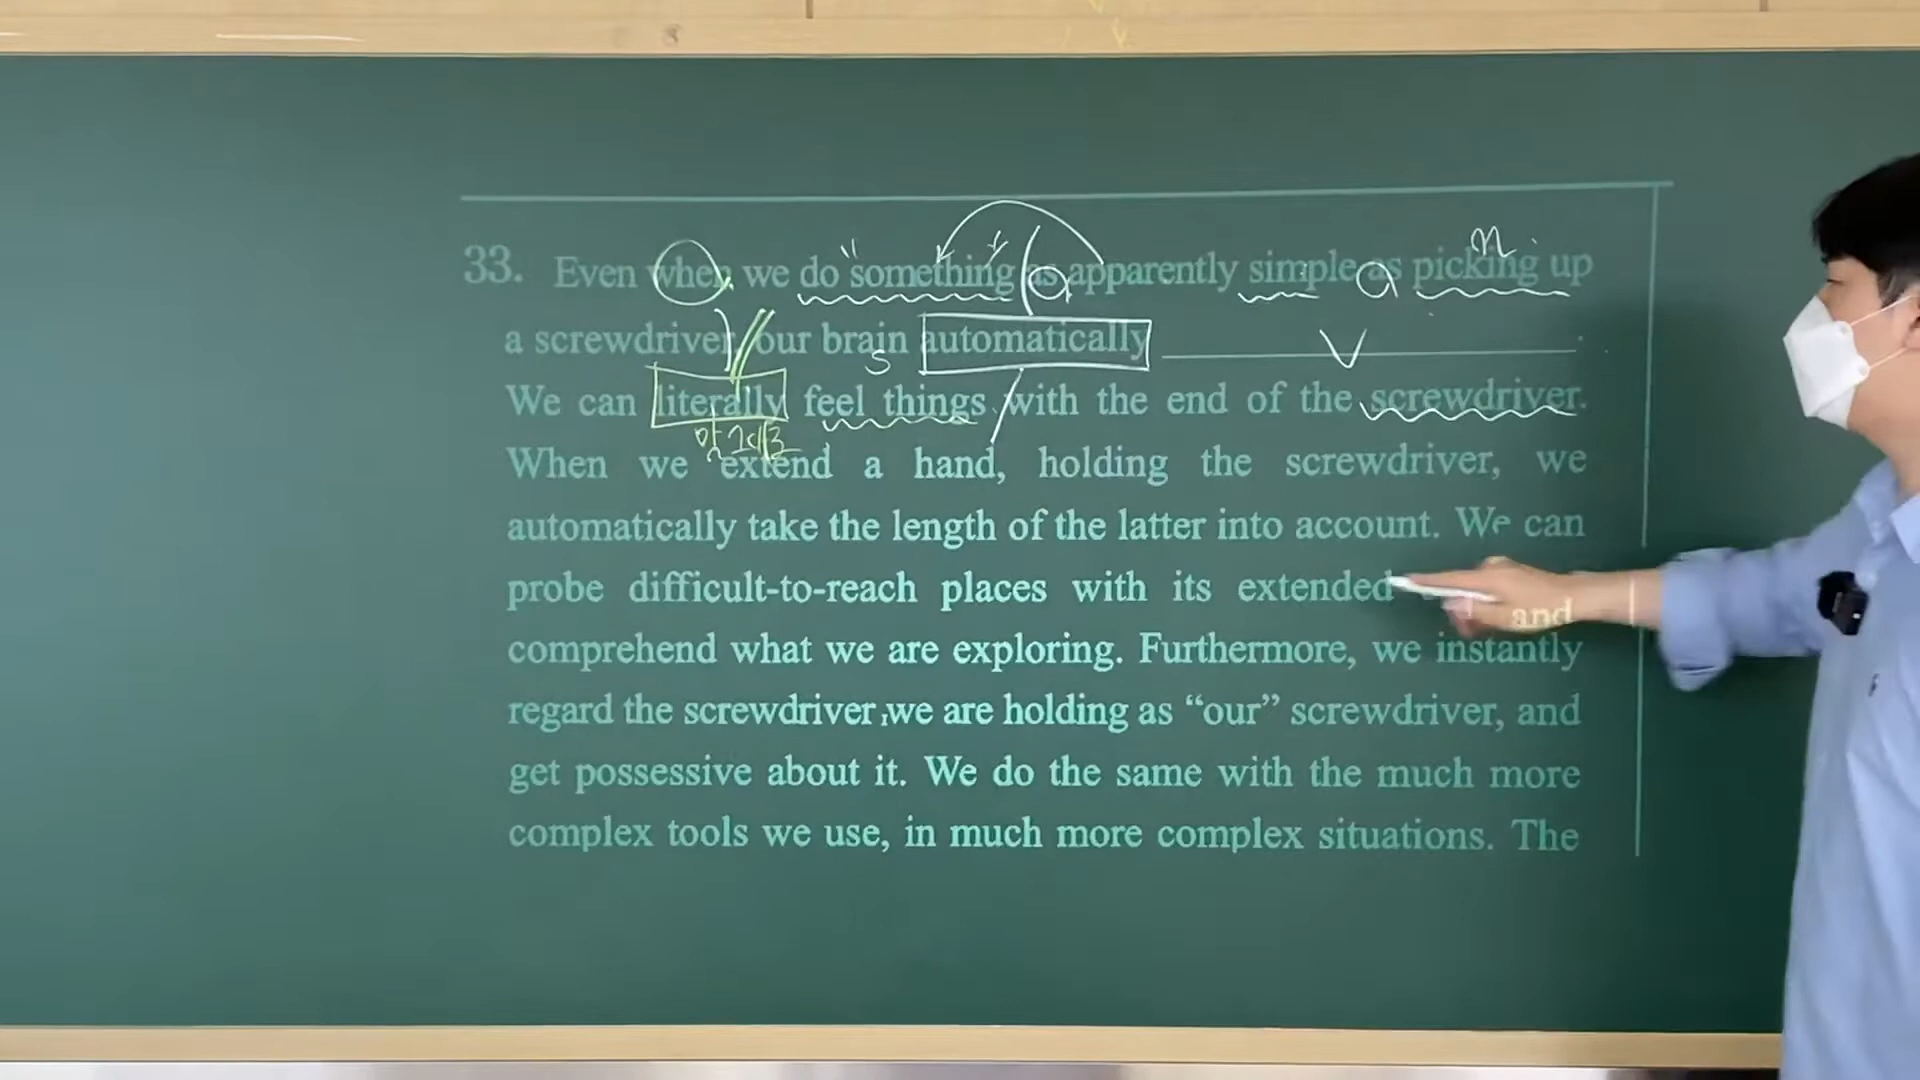 33. Even when we do something as apparently simple as picking up
a screwdriver, our brain automatically
We can literally feel things with the end of the screwdriver.
When we extend a hand, holding the screwdriver, we
automatically take the length of the latter into account. We can
probe difficult-to-reach places with its extended and
comprehend what we are exploring. Furthermore, we instantly
regard the screwdriver we are holding as “our” screwdriver, and
get possessive about it. We do the same with the much more
complex tools we use, in much more complex situations. The